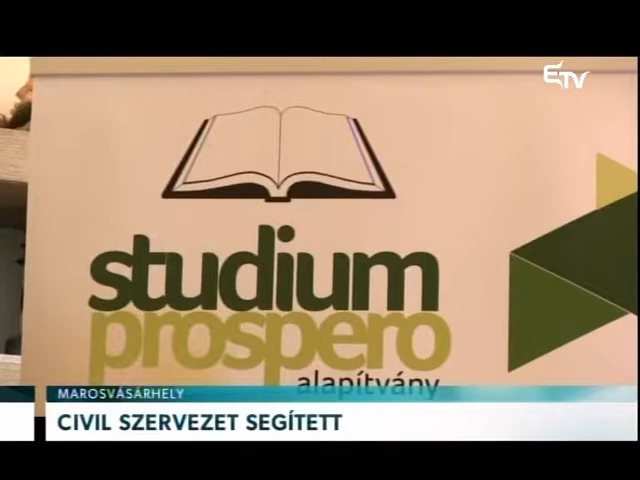 ETV
studium
prospero
alapítvány
MAROSVÁSÁRHELY
CIVIL SZERVEZET SEGÍTETT